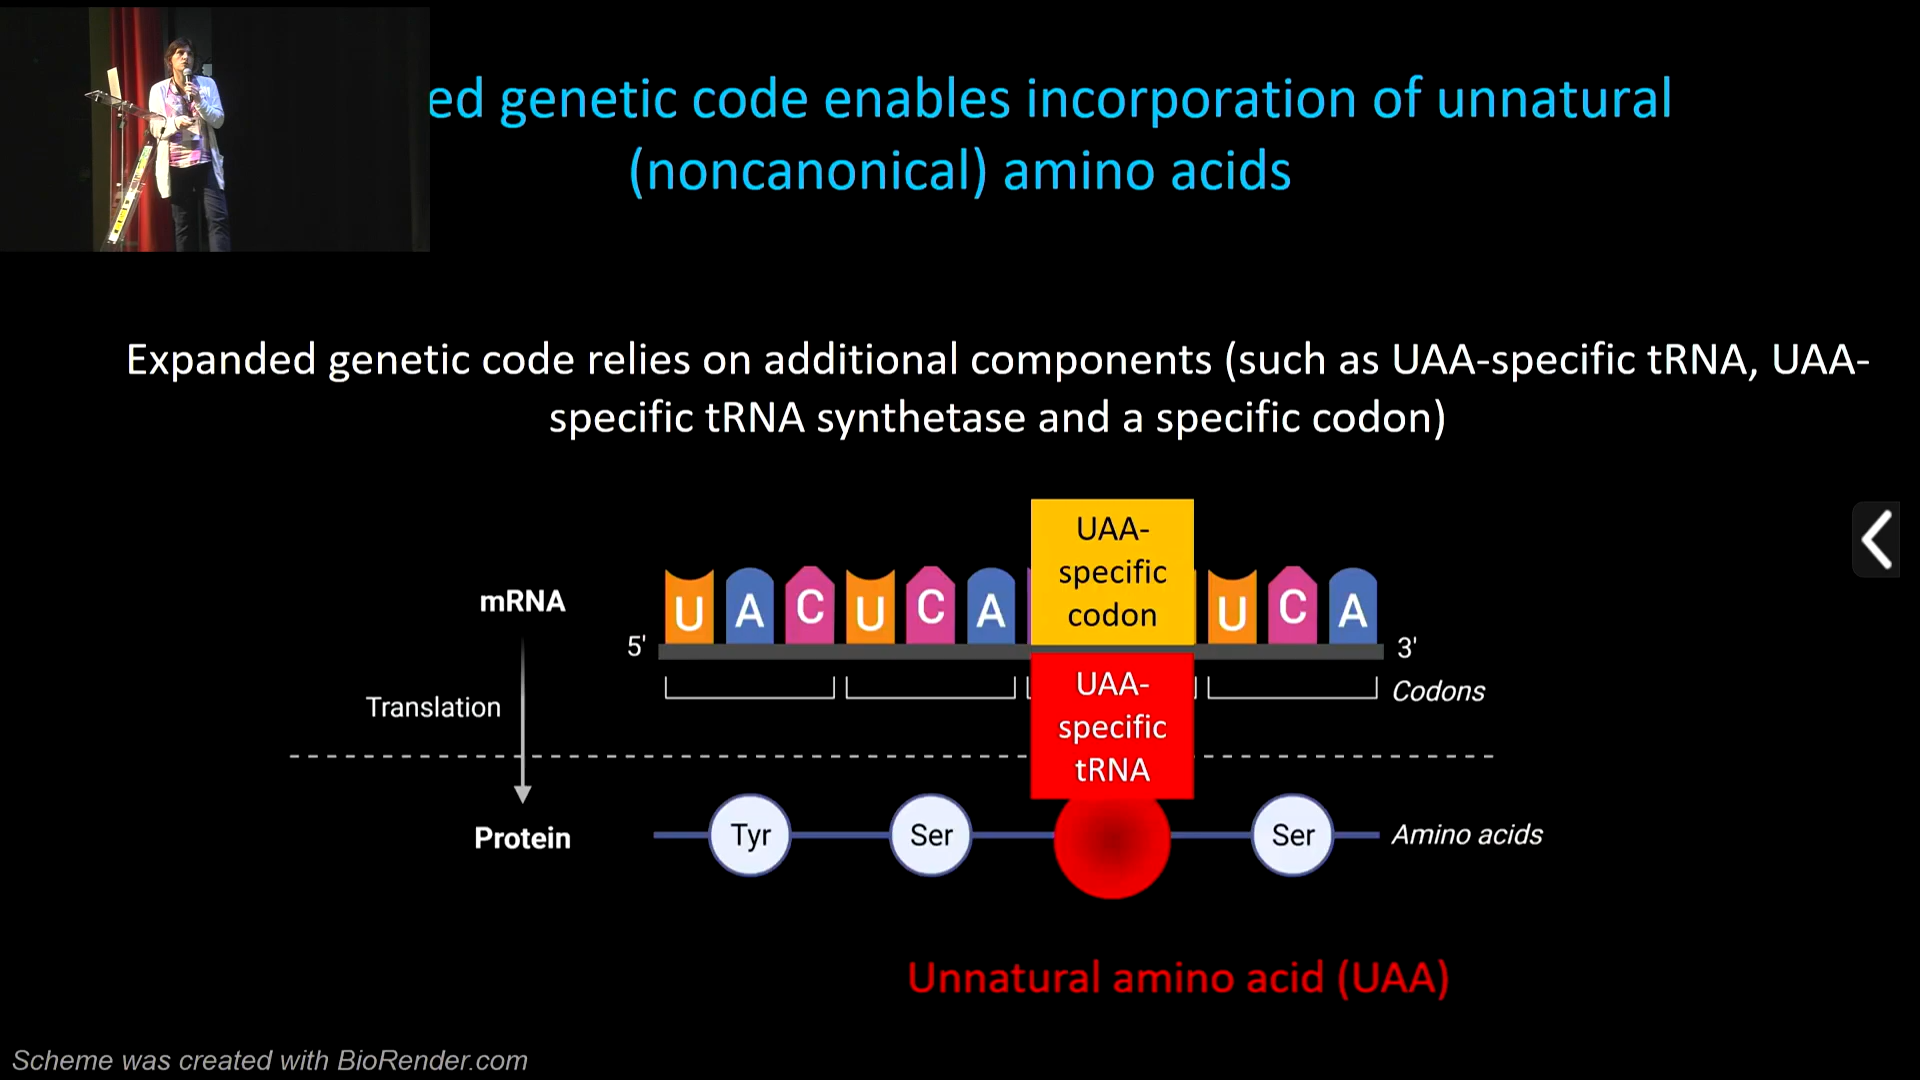 ed genetic code enables incorporation of unnatural
(noncanonical) amino acids
Expanded genetic code relies on additional components (such as UAA-specific tRNA, UAA-
specific tRNA synthetase and a specific codon)
UAA-
specific
codon
mRNA
U A C U C A U C A
5'
3'
UAA-
specific
tRNA
Codons
Translation
Protein
Tyr
Ser
Ser
Amino acids
Unnatural amino acid (UAA)
Scheme was created with BioRender.com